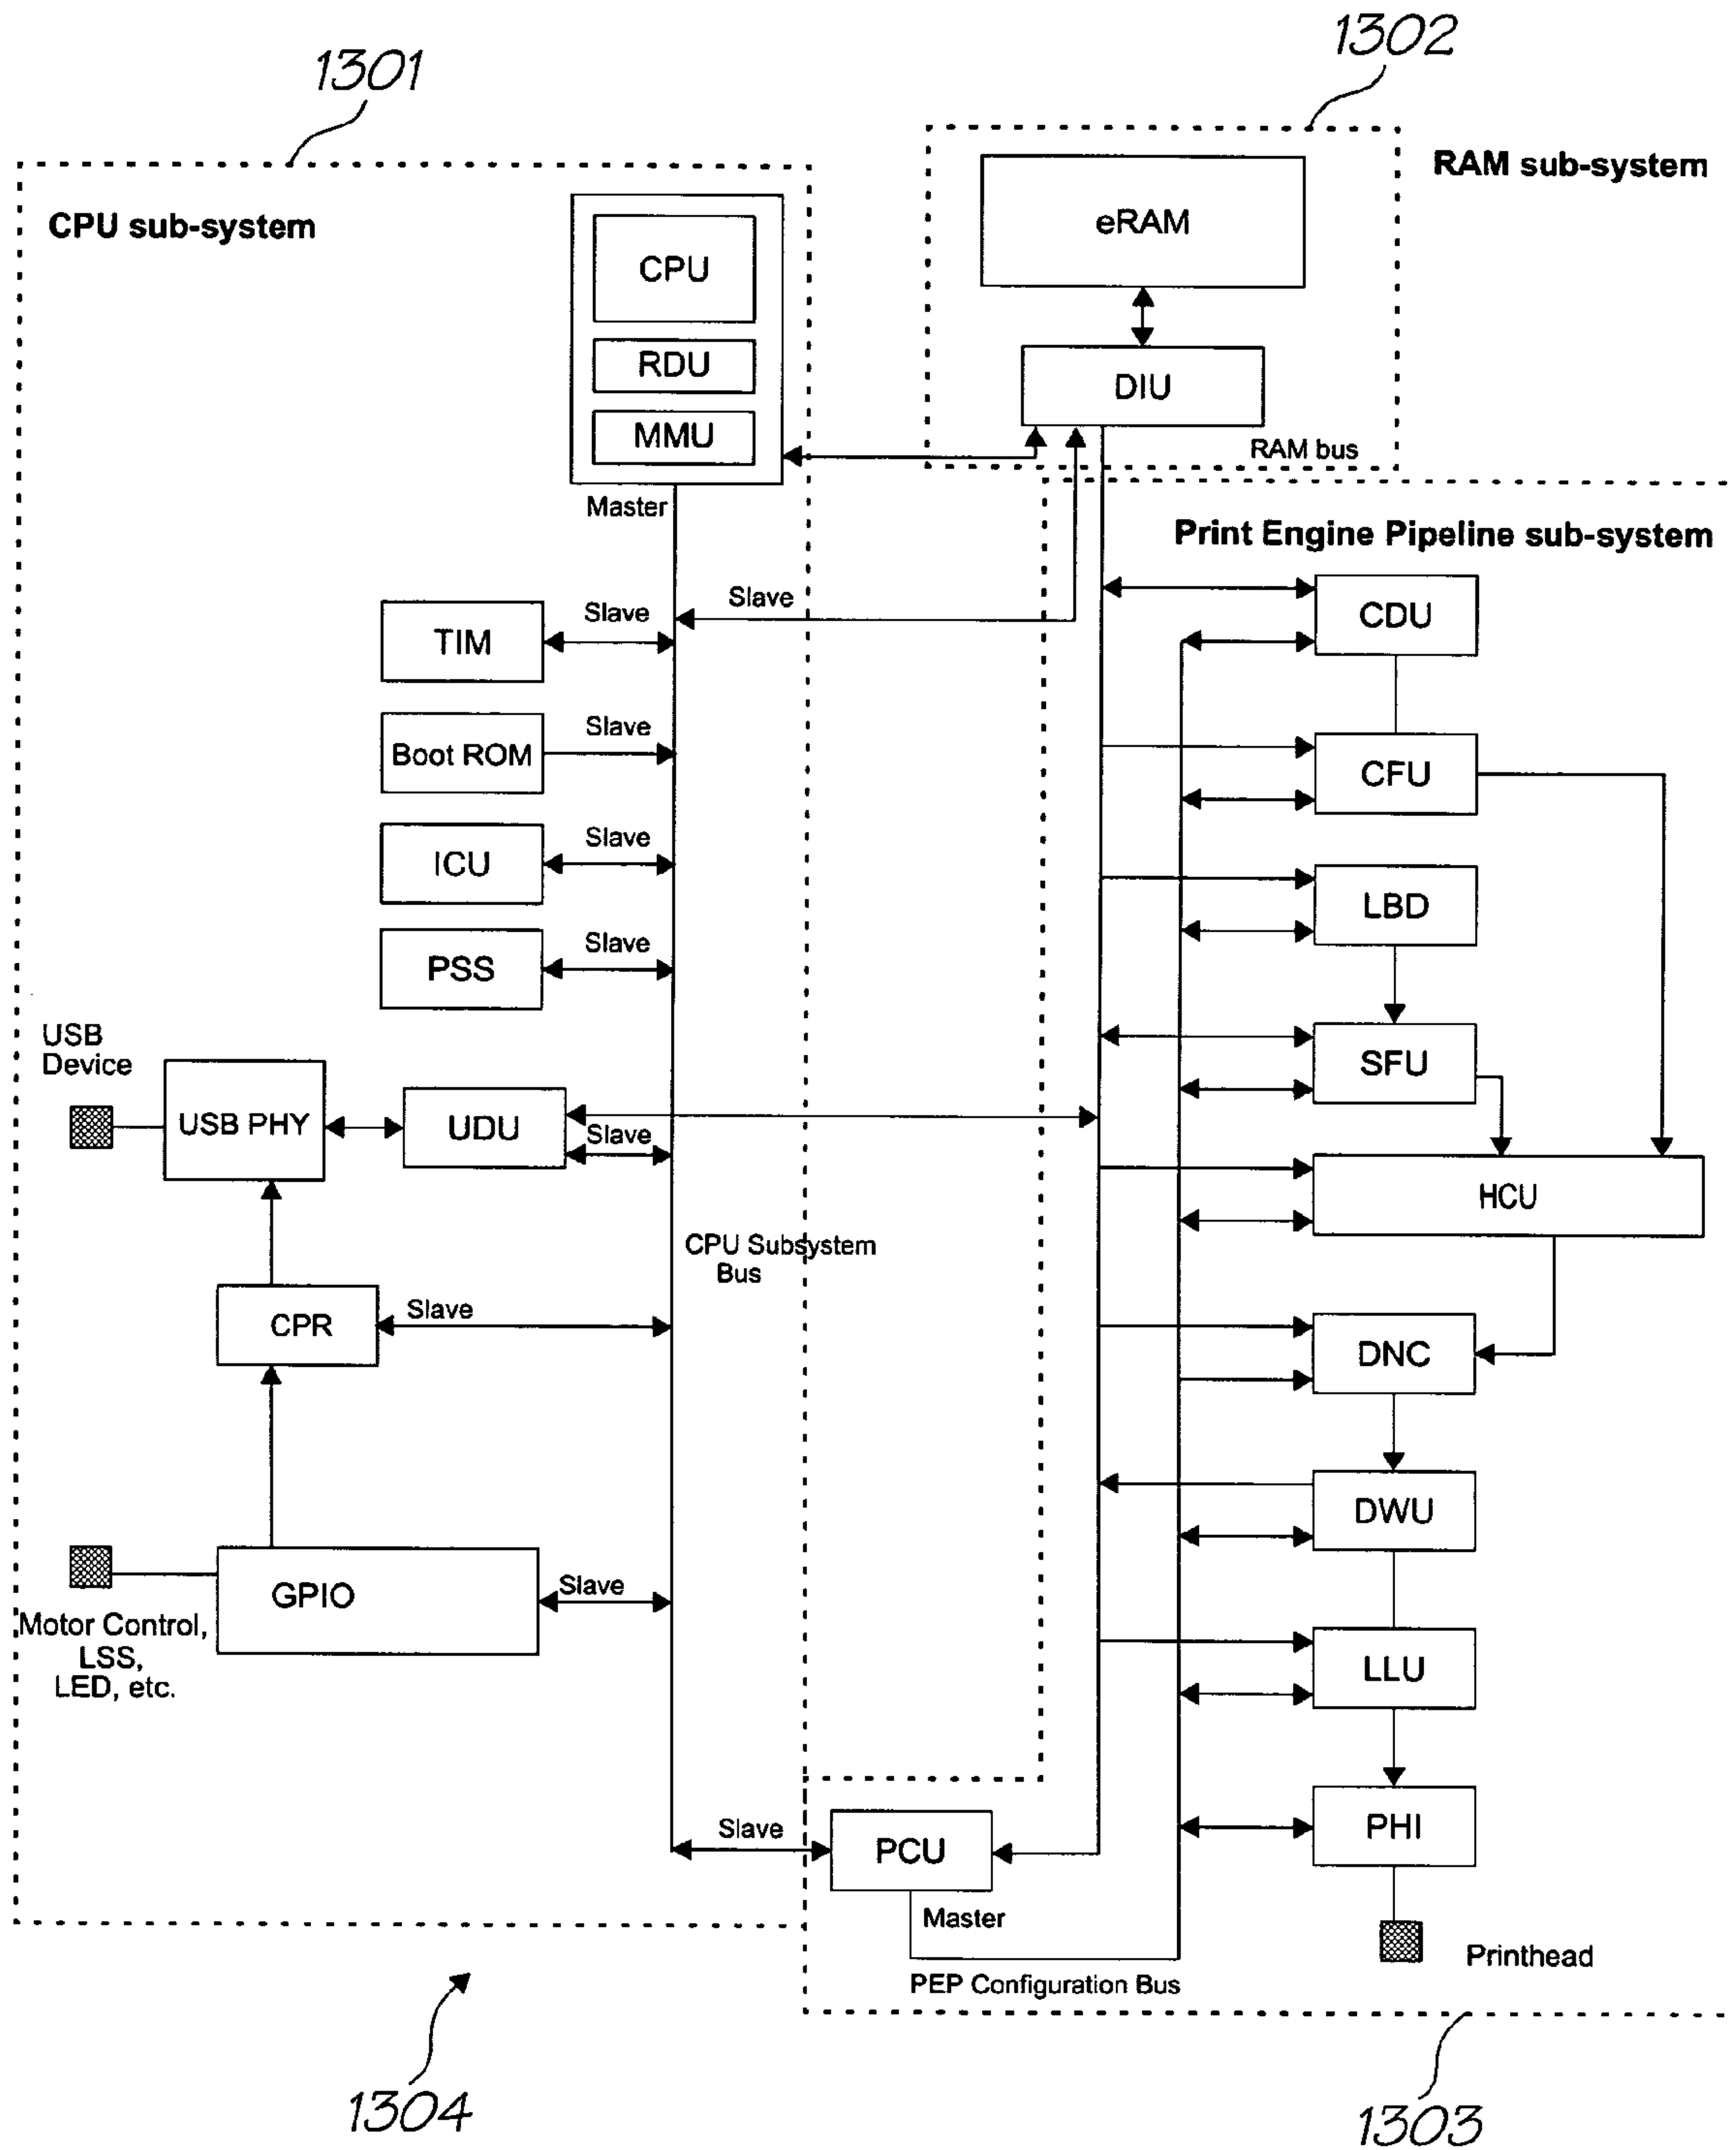 1301
1302
CPU sub-system
RAM sub-system
CPU
RDU
MMU
Master
eRAM
DIU
RAM bus
Print Engine Pipeline sub-system
Slave
TIM
Slave
Boot ROM
Slave
ICU
Slave
PSS
Slave
USB
Device
USB PHY
UDU
Slave
CPU Subsystem
Bus
CPR
Slave
GPIO
Slave
Motor Control,
LSS,
LED, etc.
CDU
CFU
LBD
SFU
HCU
DNC
DWU
LLU
PHI
Slave
PCU
Master
PEP Configuration Bus
Printhead
1304
1303